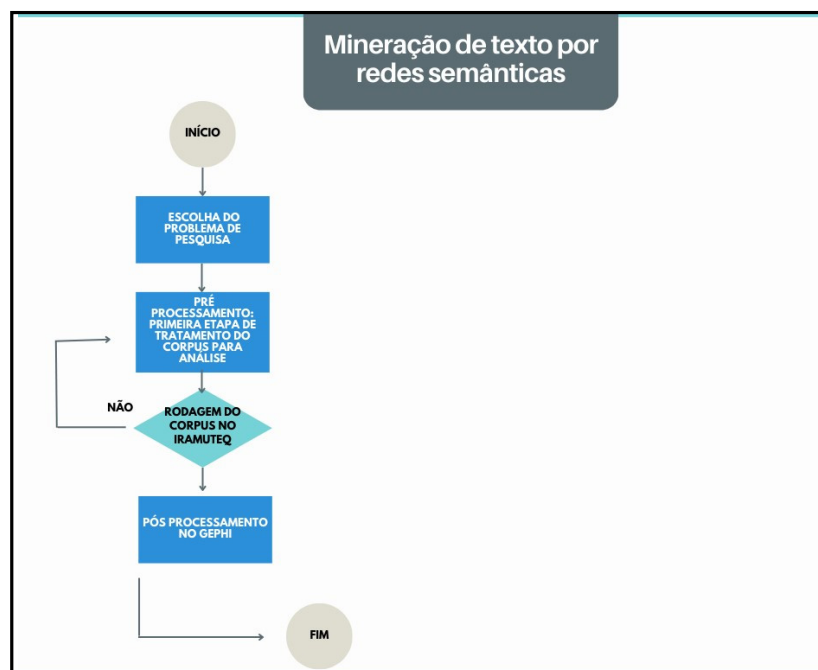 Mineração de texto por
redes semânticas
INÍCIO
ESCOLHA DO
PROBLEMA DE
PESQUISA
PRÉ
PROCESSAMENTO:
PRIMEIRA ETAPA DE
TRATAMENTO DO
CORPUS PARA
ANÁLISE
NÃO
RODAGEM DO
CORPUS NO
IRAMUTEQ
PÓS PROCESSAMENTO
NO GEPHI
FIM